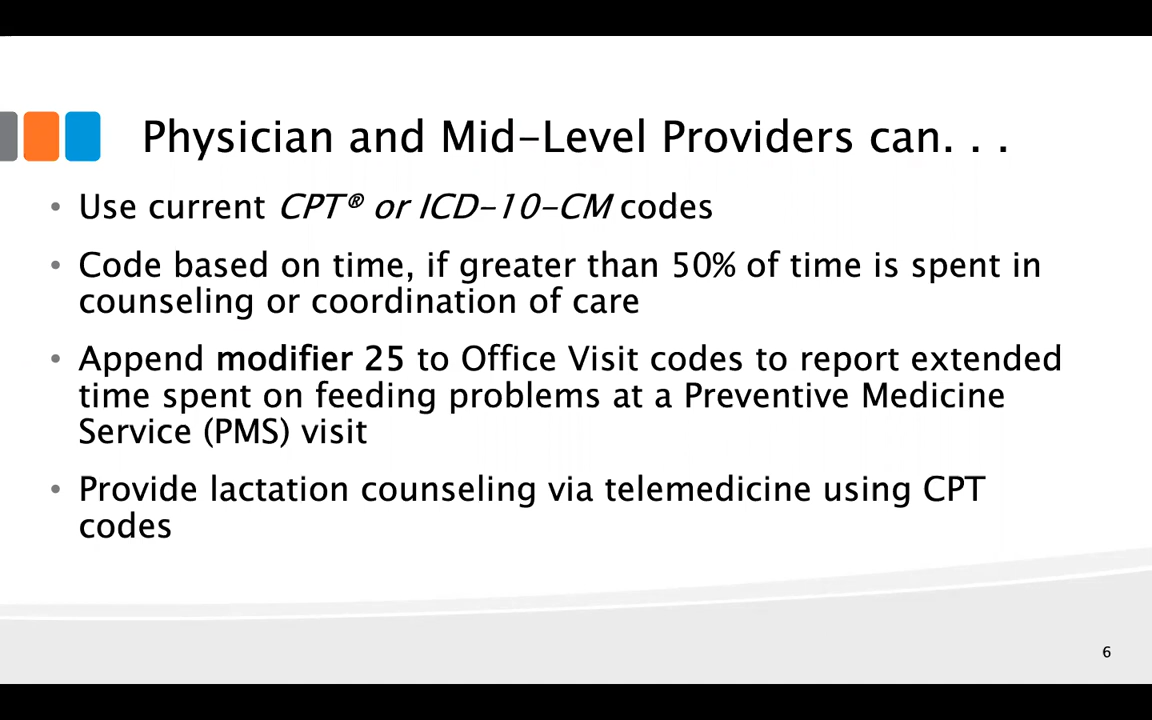 Physician and Mid-Level Providers can. . .
• Use current CPT® or ICD-10-CM codes
• Code based on time, if greater than 50% of time is spent in
counseling or coordination of care
• Append modifier 25 to Office Visit codes to report extended
time spent on feeding problems at a Preventive Medicine
Service (PMS) visit
• Provide lactation counseling via telemedicine using CPT
codes
6